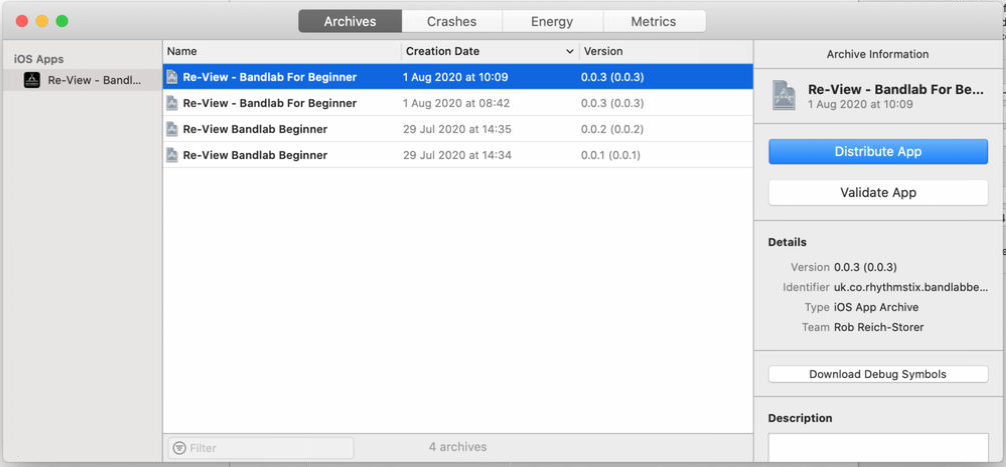 Archives Crashes Energy Metrics
iOS Apps
Re-View - Bandl...
Name Creation Date Version
Re-View - Bandlab For Beginner 1 Aug 2020 at 10:09 0.0.3 (0.0.3)
Re-View - Bandlab For Beginner 1 Aug 2020 at 08:42 0.0.3 (0.0.3)
Re-View Bandlab Beginner 29 Jul 2020 at 14:35 0.0.2 (0.0.2)
Re-View Bandlab Beginner 29 Jul 2020 at 14:34 0.0.1 (0.0.1)
Filter
4 archives
Archive Information
Re-View - Bandlab For Be...
1 Aug 2020 at 10:09
Distribute App
Validate App
Details
Version 0.0.3 (0.0.3)
Identifier uk.co.rhythmstix.bandlabbe...
Type iOS App Archive
Team Rob Reich-Storer
Download Debug Symbols
Description